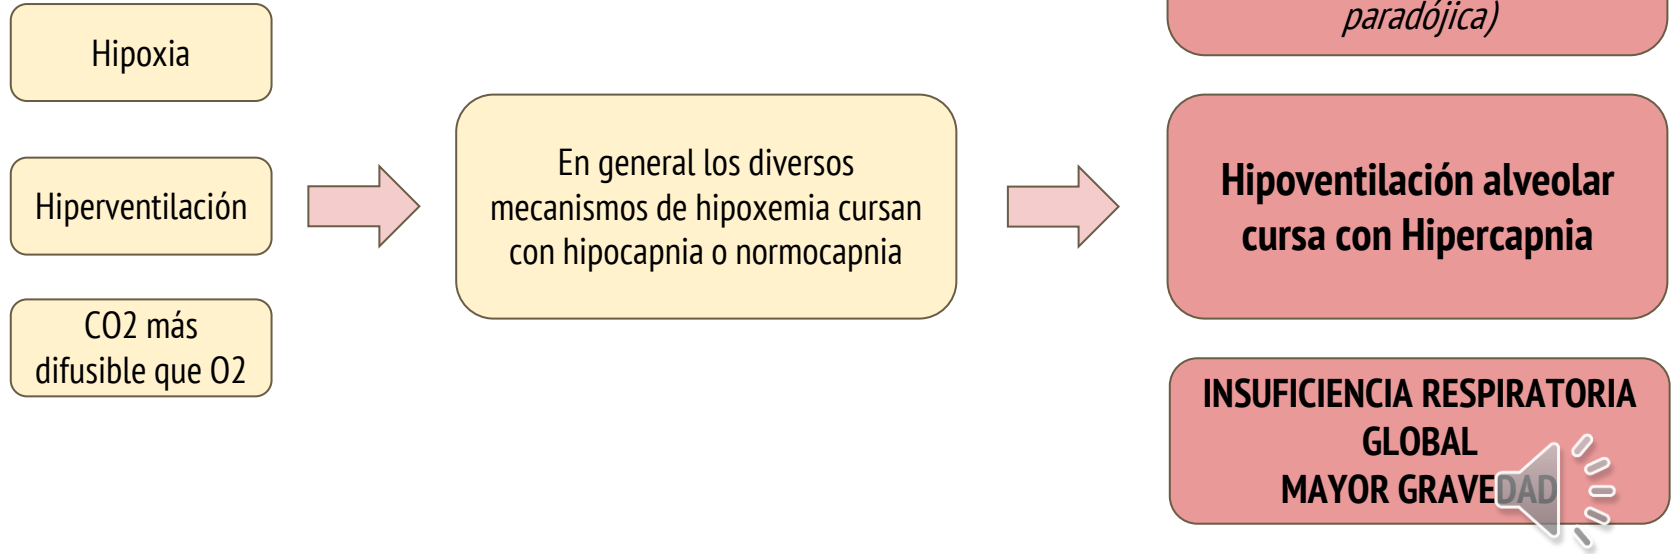 Hipoxia
Hiperventilación
CO2 más
difusible que O2
En general los diversos
mecanismos de hipoxemia cursan
con hipocapnia o normocapnia
paradójica)
Hipoventilación alveolar
cursa con Hipercapnia
INSUFICIENCIA RESPIRATORIA
GLOBAL
MAYOR GRAVEDAD